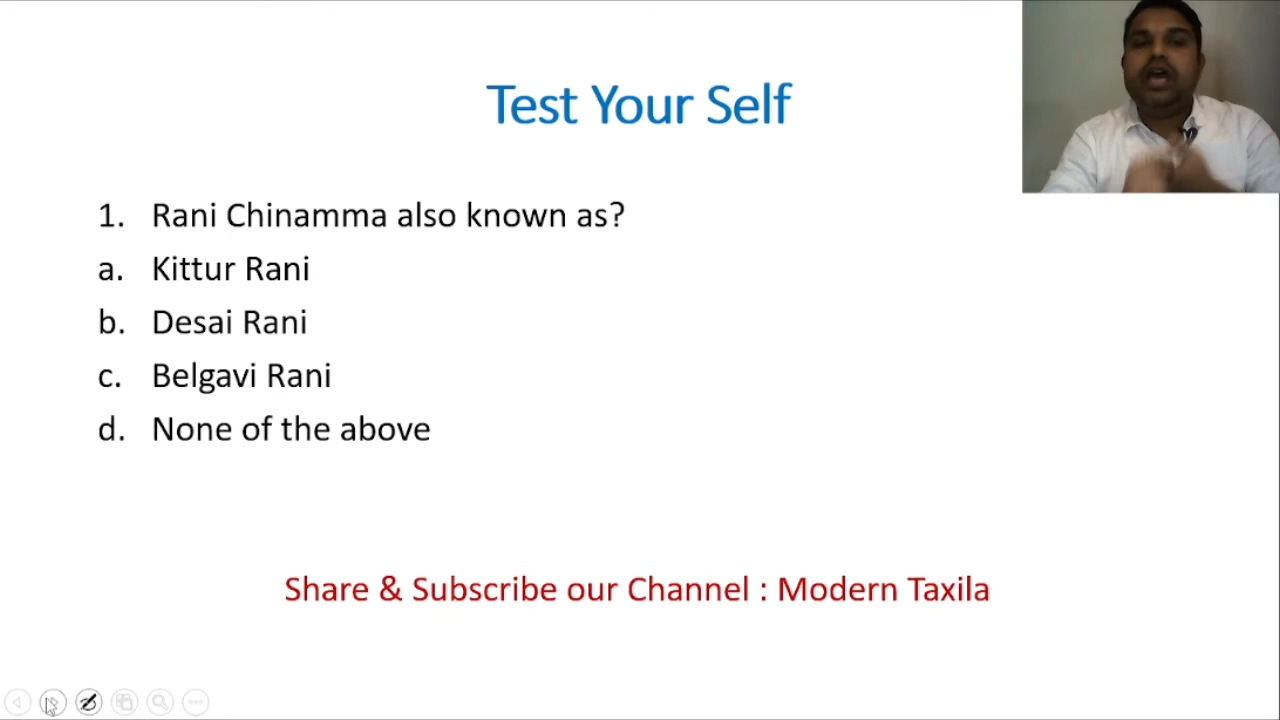 Test Your Self
1. Rani Chinamma also known as?
a. Kittur Rani
b. Desai Rani
c. Belgavi Rani
d. None of the above
Share & Subscribe our Channel : Modern Taxila